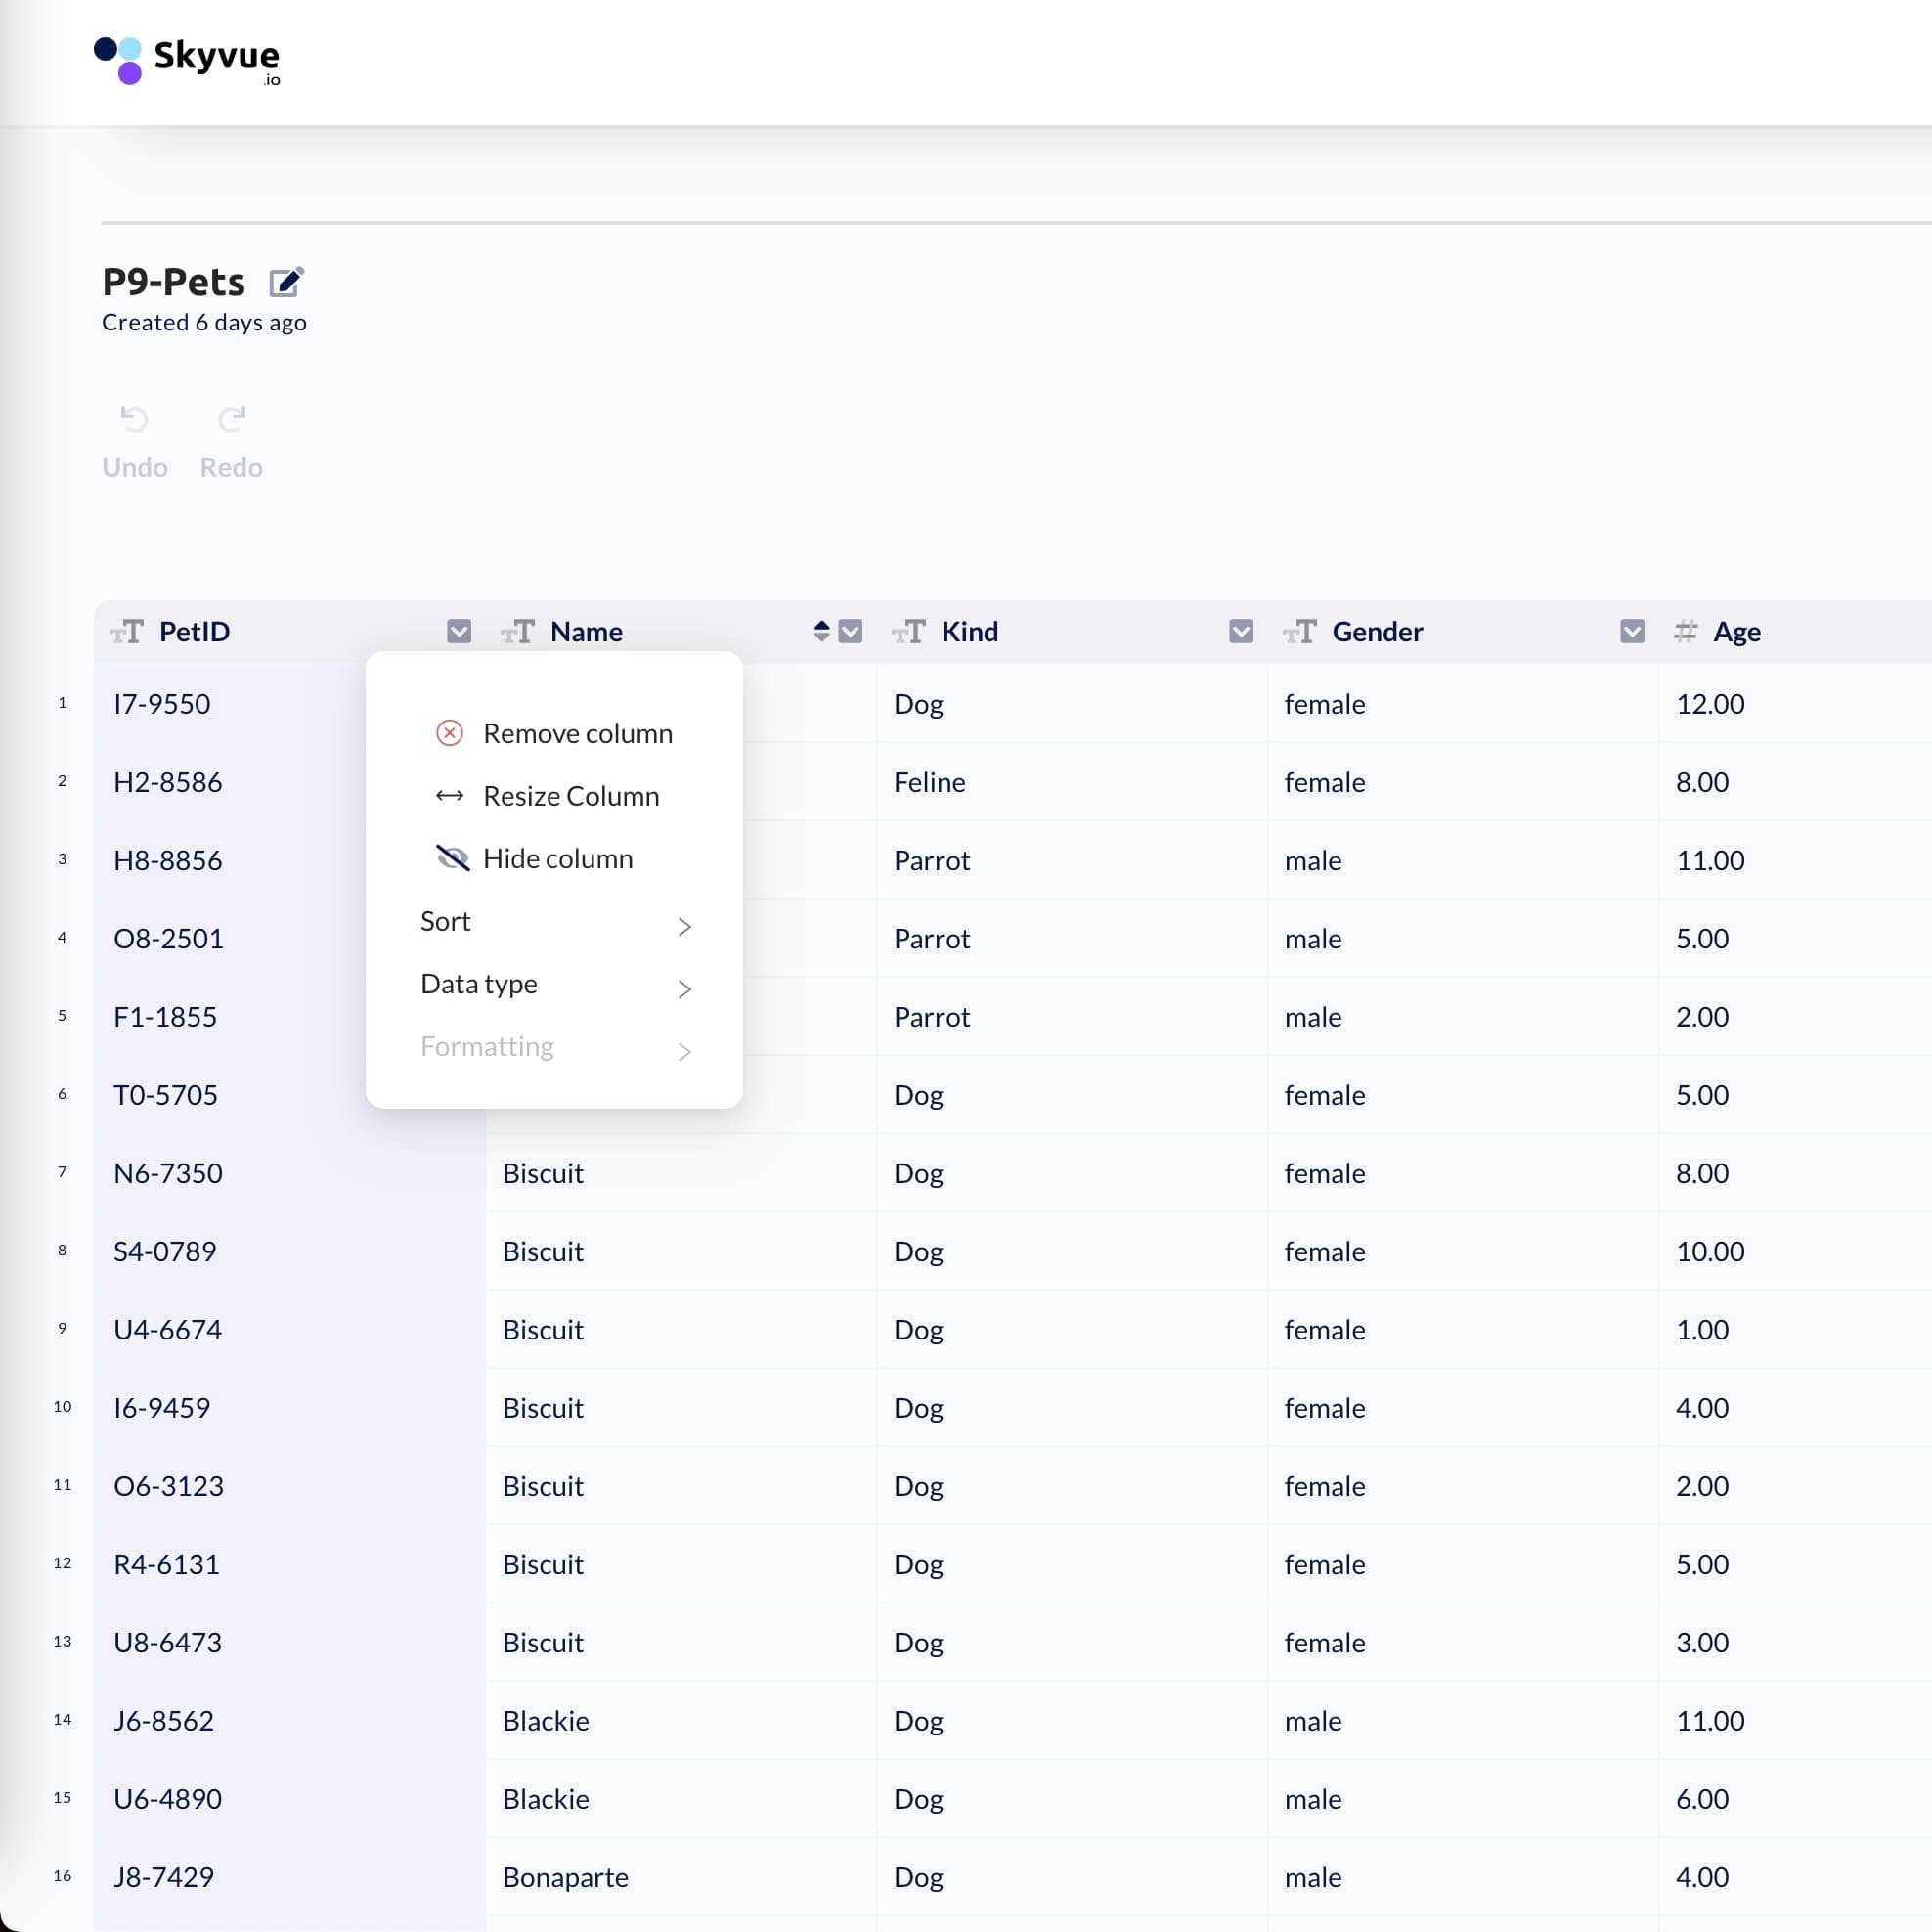 Skyvue
.io
P9-Pets
Created 6 days ago
Undo Redo
PetID Name Kind Gender # Age
1 I7-9550 Dog female 12.00
2 H2-8586 Feline female 8.00
3 H8-8856 Parrot male 11.00
4 O8-2501 Parrot male 5.00
5 F1-1855 Parrot male 2.00
6 T0-5705 Dog female 5.00
Remove column
Resize Column
Hide column
Sort
Data type
Formatting
7 N6-7350 Biscuit Dog female 8.00
8 S4-0789 Biscuit Dog female 10.00
9 U4-6674 Biscuit Dog female 1.00
10 I6-9459 Biscuit Dog female 4.00
11 O6-3123 Biscuit Dog female 2.00
12 R4-6131 Biscuit Dog female 5.00
13 U8-6473 Biscuit Dog female 3.00
14 J6-8562 Blackie Dog male 11.00
15 U6-4890 Blackie Dog male 6.00
16 J8-7429 Bonaparte Dog male 4.00